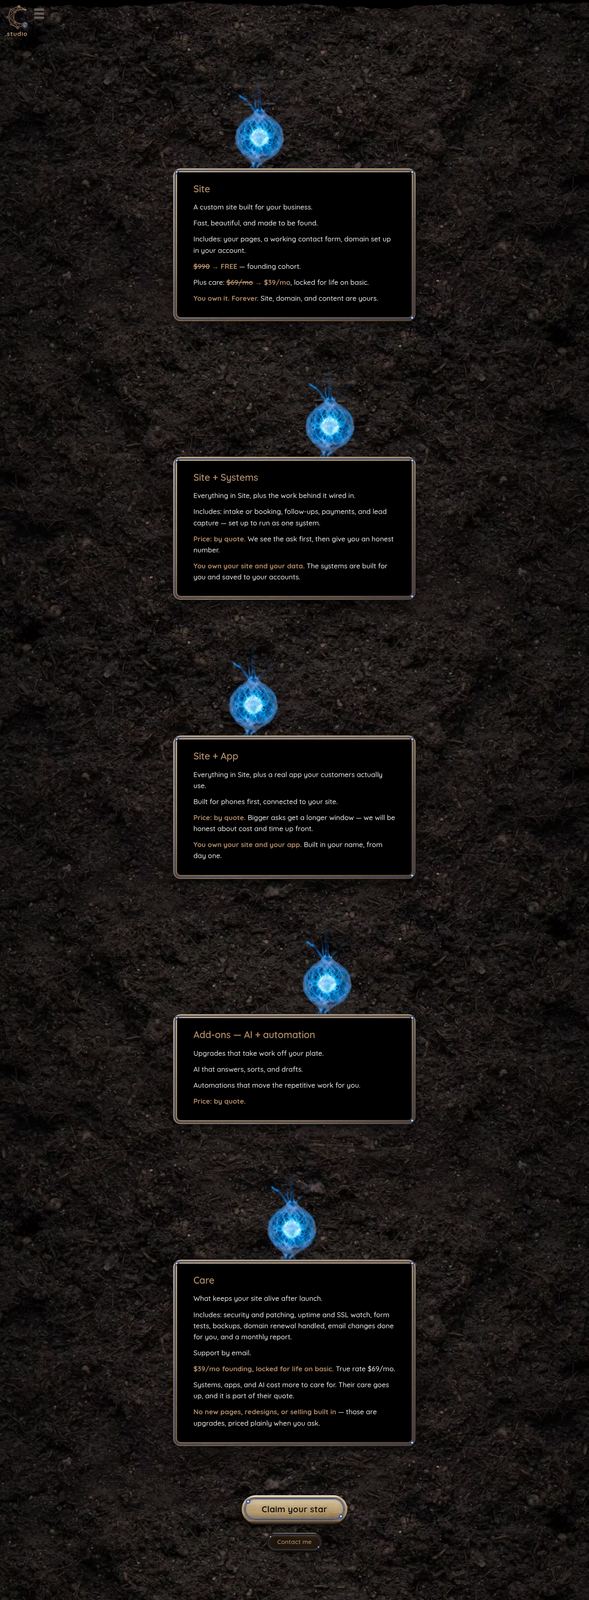 studio
Site
A custom site built for your business.
Fast, beautiful, and made to be found.
Includes: your pages, a working contact form, domain set up
in your account.
$990 → FREE — founding cohort.
Plus care: $69/mo → $39/mo, locked for life on basic.
You own it. Forever. Site, domain, and content are yours.
Site + Systems
Everything in Site, plus the work behind it wired in.
Includes: intake or booking, follow-ups, payments, and lead
capture — set up to run as one system.
Price: by quote. We see the ask first, then give you an honest
number.
You own your site and your data. The systems are built for
you and saved to your accounts.
Site + App
Everything in Site, plus a real app your customers actually
use.
Built for phones first, connected to your site.
Price: by quote. Bigger asks get a longer window — we will be
honest about cost and time up front.
You own your site and your app. Built in your name, from
day one.
Add-ons — AI + automation
Upgrades that take work off your plate.
AI that answers, sorts, and drafts.
Automations that move the repetitive work for you.
Price: by quote.
Care
What keeps your site alive after launch.
Includes: security and patching, uptime and SSL watch, form
tests, backups, domain renewal handled, email changes done
for you, and a monthly report.
Support by email.
$39/mo founding, locked for life on basic. True rate $69/mo.
Systems, apps, and AI cost more to care for. Their care goes
up, and it is part of their quote.
No new pages, redesigns, or selling built in — those are
upgrades, priced plainly when you ask.
Claim your star
Contact me